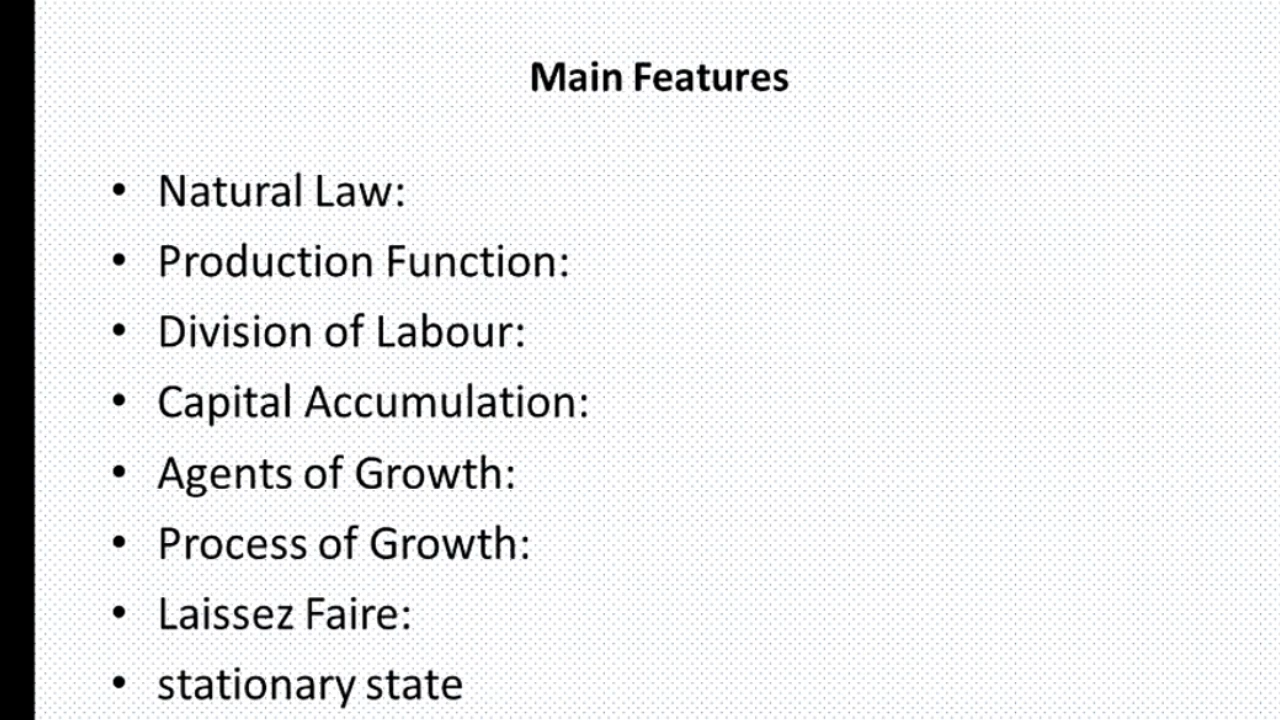 Main Features
• Natural Law:
• Production Function:
• Division of Labour:
• Capital Accumulation:
• Agents of Growth:
• Process of Growth:
• Laissez Faire:
• stationary state